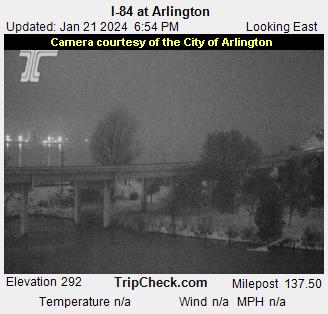 I-84 at Arlington
Updated: Jan 21 2024 6:54 PM Looking East
Camera courtesy of the City of Arlington
Elevation 292 TripCheck.com Milepost 137.50
Temperature n/a Wind n/a MPH n/a